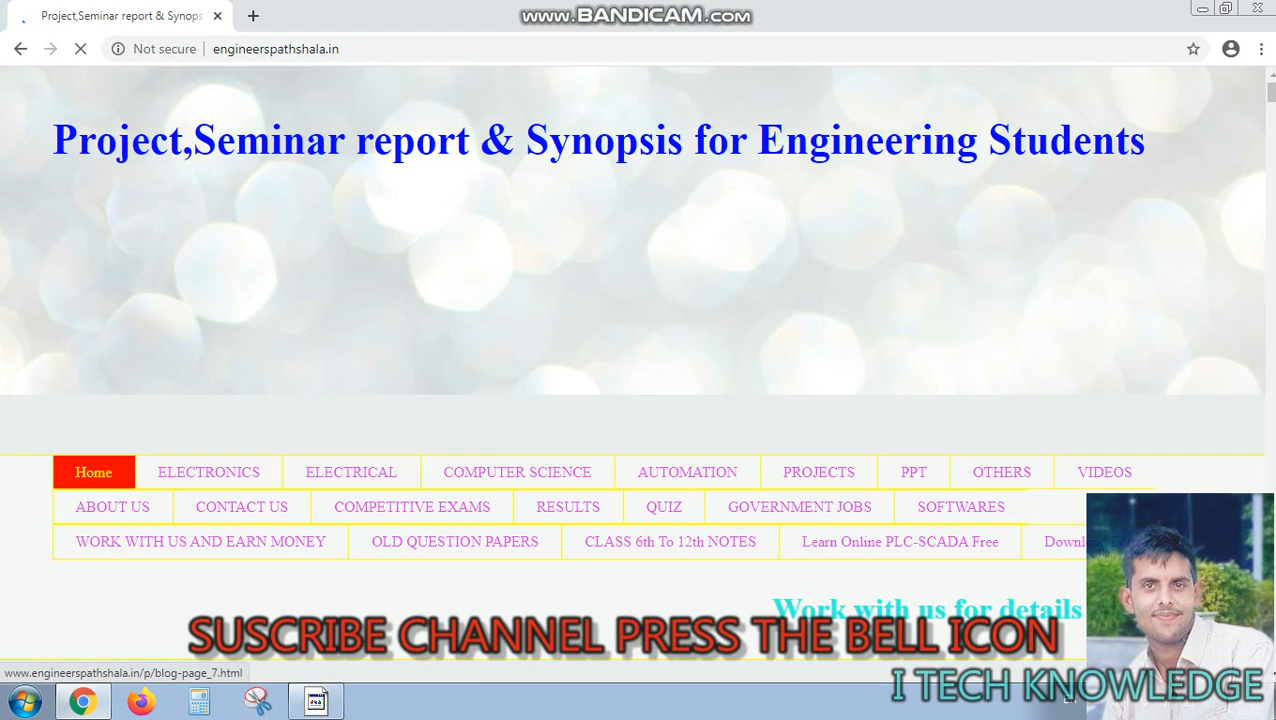 Project,Seminar report & Synops
www.BANDICAM.com
Not secure engineerspathshala.in
Project,Seminar report & Synopsis for Engineering Students
Home ELECTRONICS ELECTRICAL COMPUTER SCIENCE AUTOMATION PROJECTS PPT OTHERS VIDEOS
ABOUT US CONTACT US COMPETITIVE EXAMS RESULTS QUIZ GOVERNMENT JOBS SOFTWARES
WORK WITH US AND EARN MONEY OLD QUESTION PAPERS CLASS 6th To 12th NOTES Learn Online PLC-SCADA Free
Work with us for details
SUSCRIBE CHANNEL PRESS THE BELL ICON
www.engineerspathshala.in/p/blog-page_7.html
I TECH KNOWLEDGE